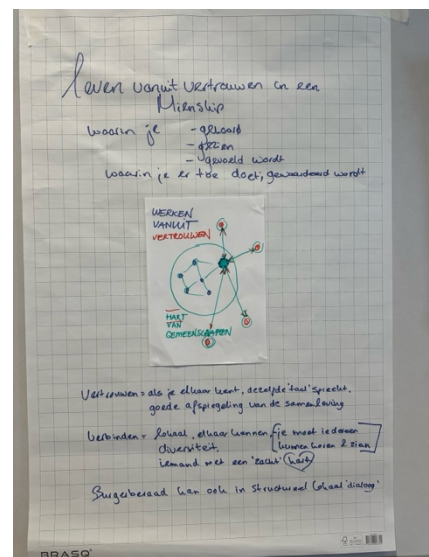 Leven vanuit vertrouwen in een
Mienskip
waarin je - gehoord
- gezien
- gevoeld wordt
waarin je er toe doet, gewaardeerd wordt
WERKEN
VANUIT
VERTROUWEN
HART
VAN
GEMEENSCHAPPEN
Vertrouwen = als je elkaar kent, dezelfde 'taal' spreekt,
goede afspiegeling van de samenleving
Verbinden = lokaal, elkaar kennen, je moet iedereen
diversiteit, kunnen horen & zien
iemand met een 'zacht' hart
Burgerberaad kan ook in structureel lokaal 'dialoog'
BRASQ